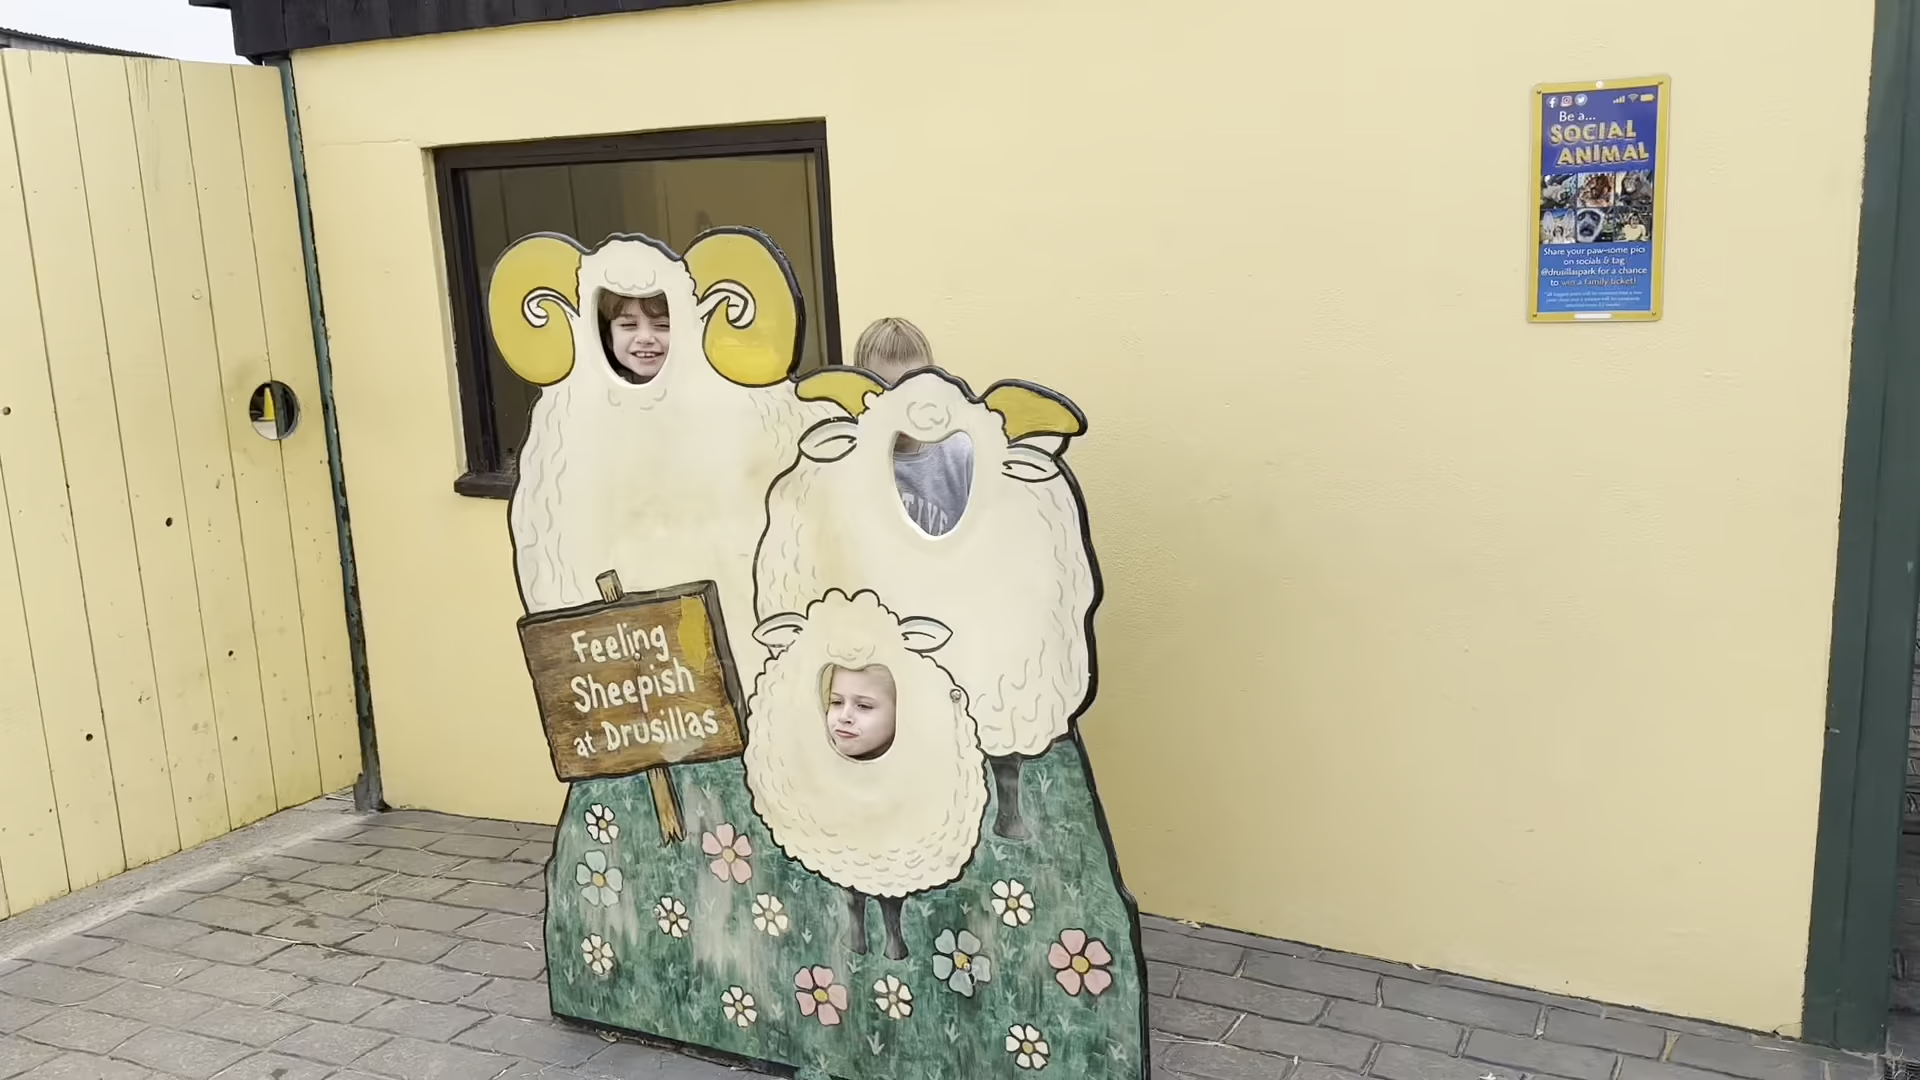 Feeling
Sheepish
at Drusillas
TIVE
Be a...
SOCIAL
ANIMAL
Share your paw-some pics
on socials & tag
@drusillaspark for a chance
to win a family ticket!